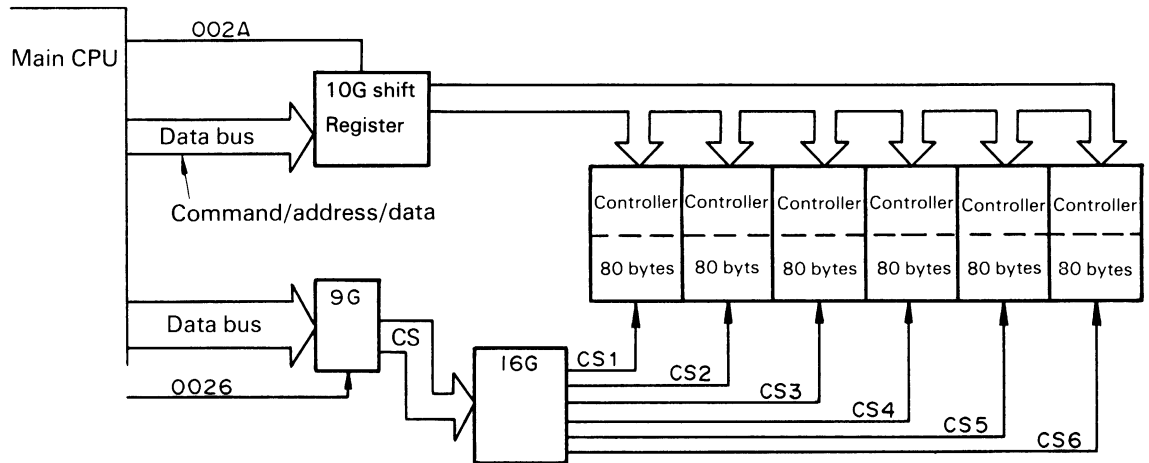 002A
Main CPU
10G shift
Register
Data bus
Command/address/data
Controller
Controller
Controller
Controller
Controller
Controller
80 bytes
80 byts
80 bytes
80 bytes
80 bytes
80 bytes
9G
Data bus
CS
16G
CS1
CS2
CS3
CS4
CS5
CS6
0026